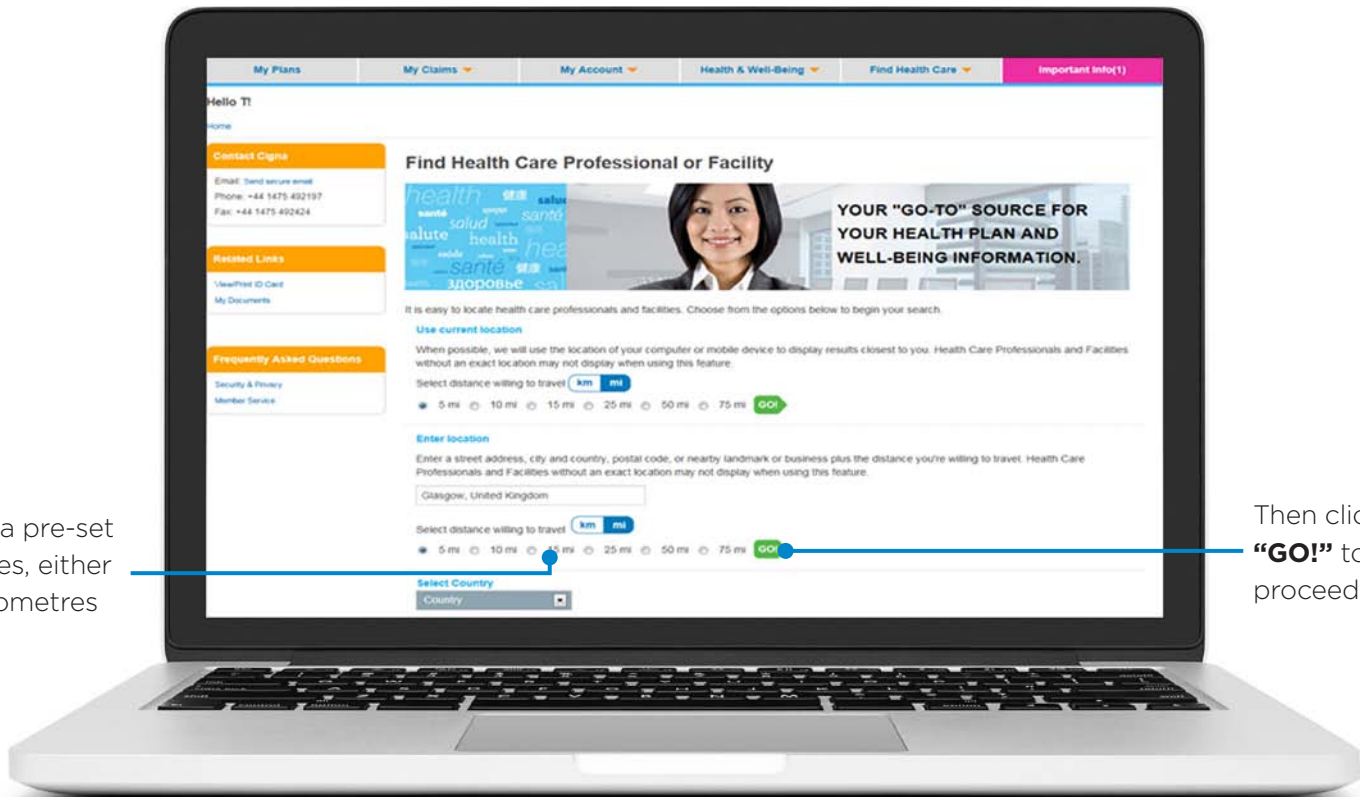 My Plans
My Claims
My Account
Health & Well-Being
Find Health Care
Important Info(1)
Hello T!
Home
Contact Cigna
Email: Send secure email
Phone: +44 1475 492197
Fax: +44 1475 492424
Related Links
View/Print ID Card
My Documents
Frequently Asked Questions
Security & Privacy
Member Service
Find Health Care Professional or Facility
health 健康 salud
santé salud santé
salute health
santé 健康
здоровье
YOUR "GO-TO" SOURCE FOR
YOUR HEALTH PLAN AND
WELL-BEING INFORMATION.
It is easy to locate health care professionals and facilities. Choose from the options below to begin your search.
Use current location
When possible, we will use the location of your computer or mobile device to display results closest to you. Health Care Professionals and Facilities
without an exact location may not display when using this feature.
Select distance willing to travel km mi
5 mi 10 mi 15 mi 25 mi 50 mi 75 mi GO!
Enter location
Enter a street address, city and country, postal code, or nearby landmark or business plus the distance you're willing to travel. Health Care
Professionals and Facilities without an exact location may not display when using this feature.
Glasgow, United Kingdom
Select distance willing to travel km mi
5 mi 10 mi 15 mi 25 mi 50 mi 75 mi GO!
Select Country
Country
a pre-set
es, either
ometres
Then clic
“GO!” to
proceed